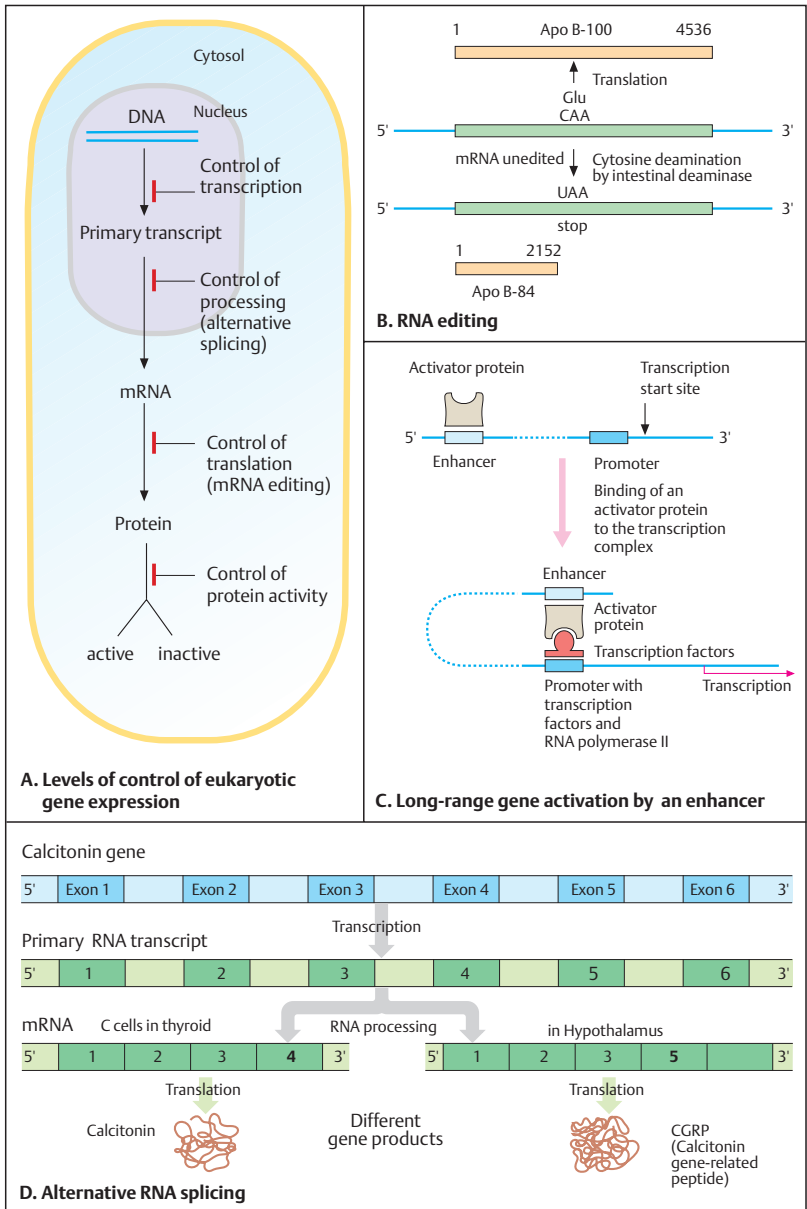 Cytosol
Nucleus
DNA
Control of
transcription
Primary transcript
Control of
processing
(alternative
splicing)
mRNA
Control of
translation
(mRNA editing)
Protein
Control of
protein activity
active
inactive
A. Levels of control of eukaryotic
gene expression
1 Apo B-100 4536
Translation
Glu
CAA
5' 3'
mRNA unedited
Cytosine deamination
by intestinal deaminase
UAA
5' 3'
stop
1 2152
Apo B-84
B. RNA editing
Activator protein
Transcription
start site
5' 3'
Enhancer
Promoter
Binding of an
activator protein
to the transcription
complex
Enhancer
Activator
protein
Transcription factors
Transcription
Promoter with
transcription
factors and
RNA polymerase II
C. Long-range gene activation by an enhancer
Calcitonin gene
5' Exon 1 Exon 2 Exon 3 Exon 4 Exon 5 Exon 6 3'
Transcription
Primary RNA transcript
5' 1 2 3 4 5 6 3'
mRNA C cells in thyroid RNA processing in Hypothalamus
5' 1 2 3 4 3' 5' 1 2 3 5 3'
Translation Translation
Calcitonin
Different
gene products
CGRP
(Calcitonin
gene-related
peptide)
D. Alternative RNA splicing